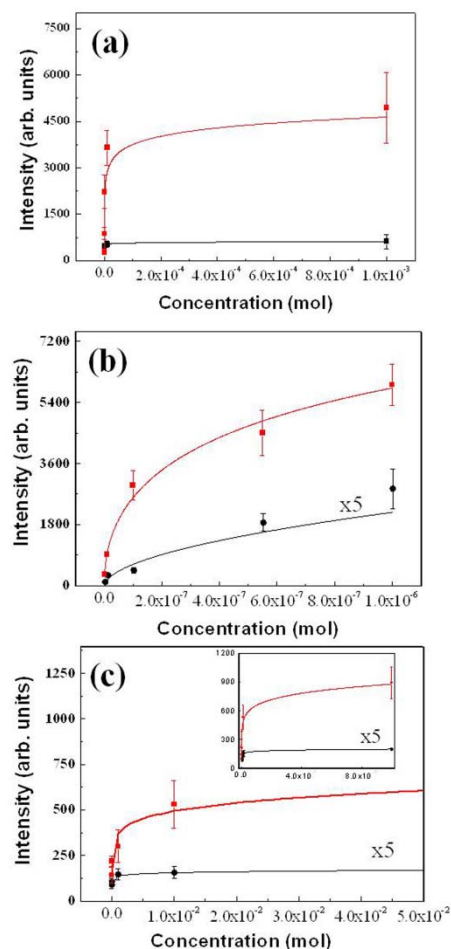 (a)
Intensity (arb. units)
7500
6000
4500
3000
1500
0
0.0 2.0x10⁻⁴ 4.0x10⁻⁴ 6.0x10⁻⁴ 8.0x10⁻⁴ 1.0x10⁻³
Concentration (mol)
(b)
Intensity (arb. units)
7200
5400
3600
1800
0
x5
0.0 2.0x10⁻⁷ 4.0x10⁻⁷ 6.0x10⁻⁷ 8.0x10⁻⁷ 1.0x10⁻⁶
Concentration (mol)
(c)
Intensity (arb. units)
1250
1000
750
500
250
0
1200
900
600
300
0
x5
0.0 4.0x10 8.0x10
x5
0.0 1.0x10⁻² 2.0x10⁻² 3.0x10⁻² 4.0x10⁻² 5.0x10⁻²
Concentration (mol)